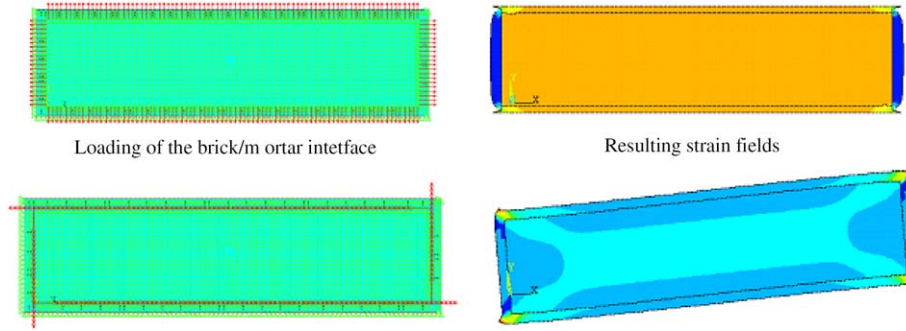 Loading of the brick/m ortar intetface
Resulting strain fields
Y
X
Y
X